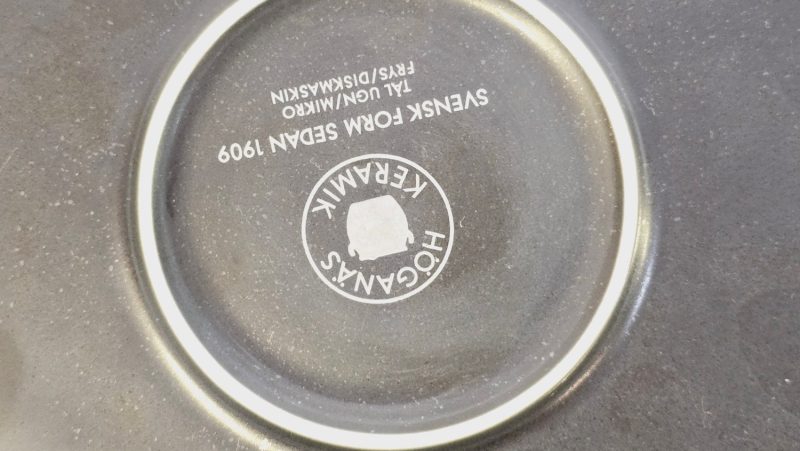 HÖGANÄS
KERAMIK
SVENSK FORM SEDAN 1909
TÅL UGN/MIKRO
FRYS/DISKMASKIN